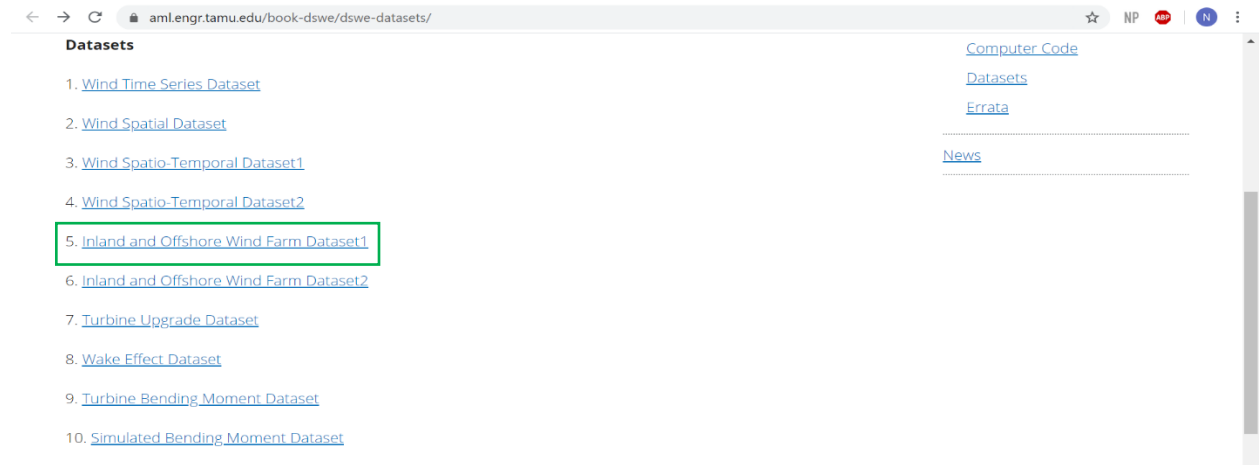 aml.engr.tamu.edu/book-dswe/dswe-datasets/
NP
ABP
N
Datasets
1. Wind Time Series Dataset
2. Wind Spatial Dataset
3. Wind Spatio-Temporal Dataset1
4. Wind Spatio-Temporal Dataset2
5. Inland and Offshore Wind Farm Dataset1
6. Inland and Offshore Wind Farm Dataset2
7. Turbine Upgrade Dataset
8. Wake Effect Dataset
9. Turbine Bending Moment Dataset
10. Simulated Bending Moment Dataset
Computer Code
Datasets
Errata
News